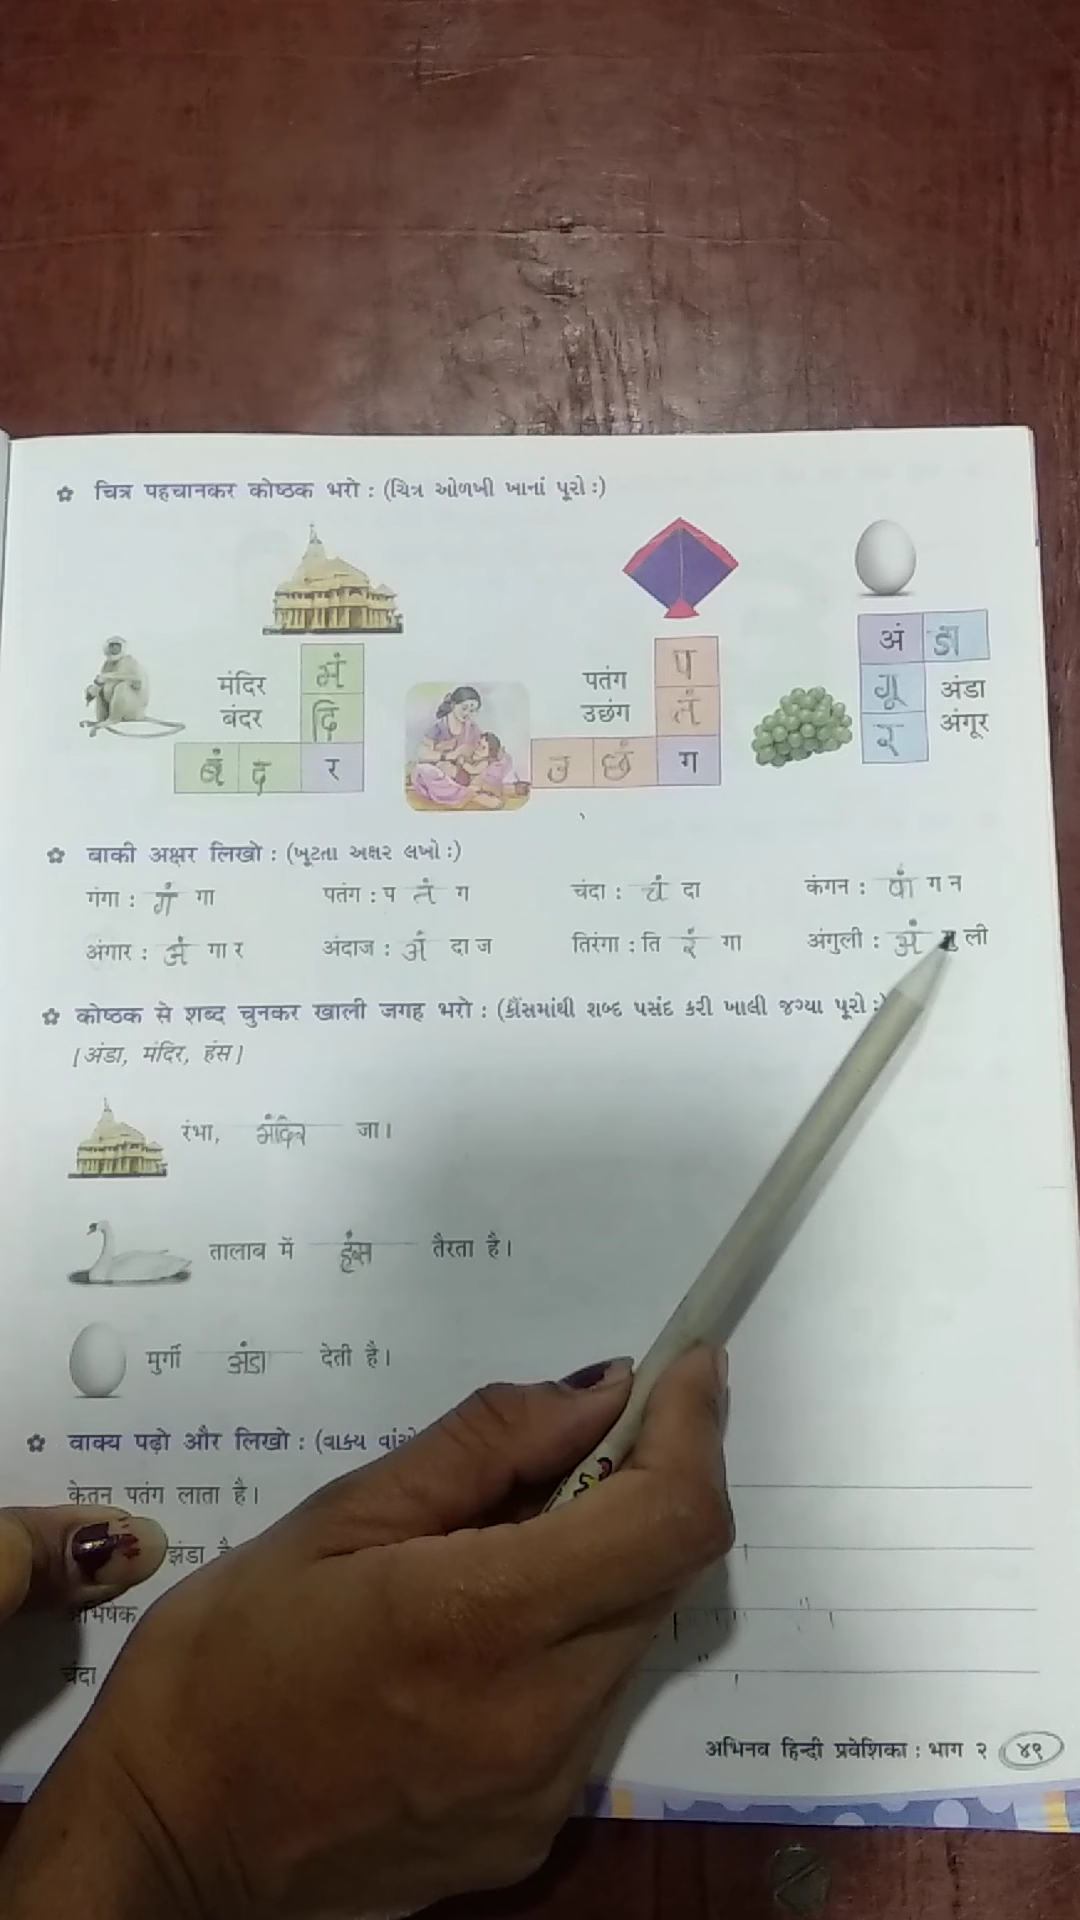 चित्र पहचानकर कोष्ठक भरो : (ચિત્ર ઓળખી ખાનાં પૂરો :)
मंदिर
बंदर
मं
दि
बं द र
पतंग
उछंग
प
तं
उ छं ग
अं डा
गू
र
अंडा
अंगूर
बाकी अक्षर लिखो : (ખૂટતા અક્ષર લખો :)
गंगा : गं गा पतंग : प तं ग चंदा : चं दा कंगन : ग न
अंगार : अं गा र अंदाज : अं दा ज तिरंगा : ति रं गा अंगुली : अं ली
कोष्ठक से शब्द चुनकर खाली जगह भरो : (કૌંસમાંથી શબ્દ પસંદ કરી ખાલી જગ્યા પૂરો :)
[अंडा, मंदिर, हंस]
रंभा, मंदिर जा।
तालाब में हंस तैरता है।
मुर्गी अंडा देती है।
वाक्य पढ़ो और लिखो : (વાક્ય
केतन पतंग लाता है।
झंडा
चंदा
अभिनव हिन्दी प्रवेशिका : भाग २ ४९